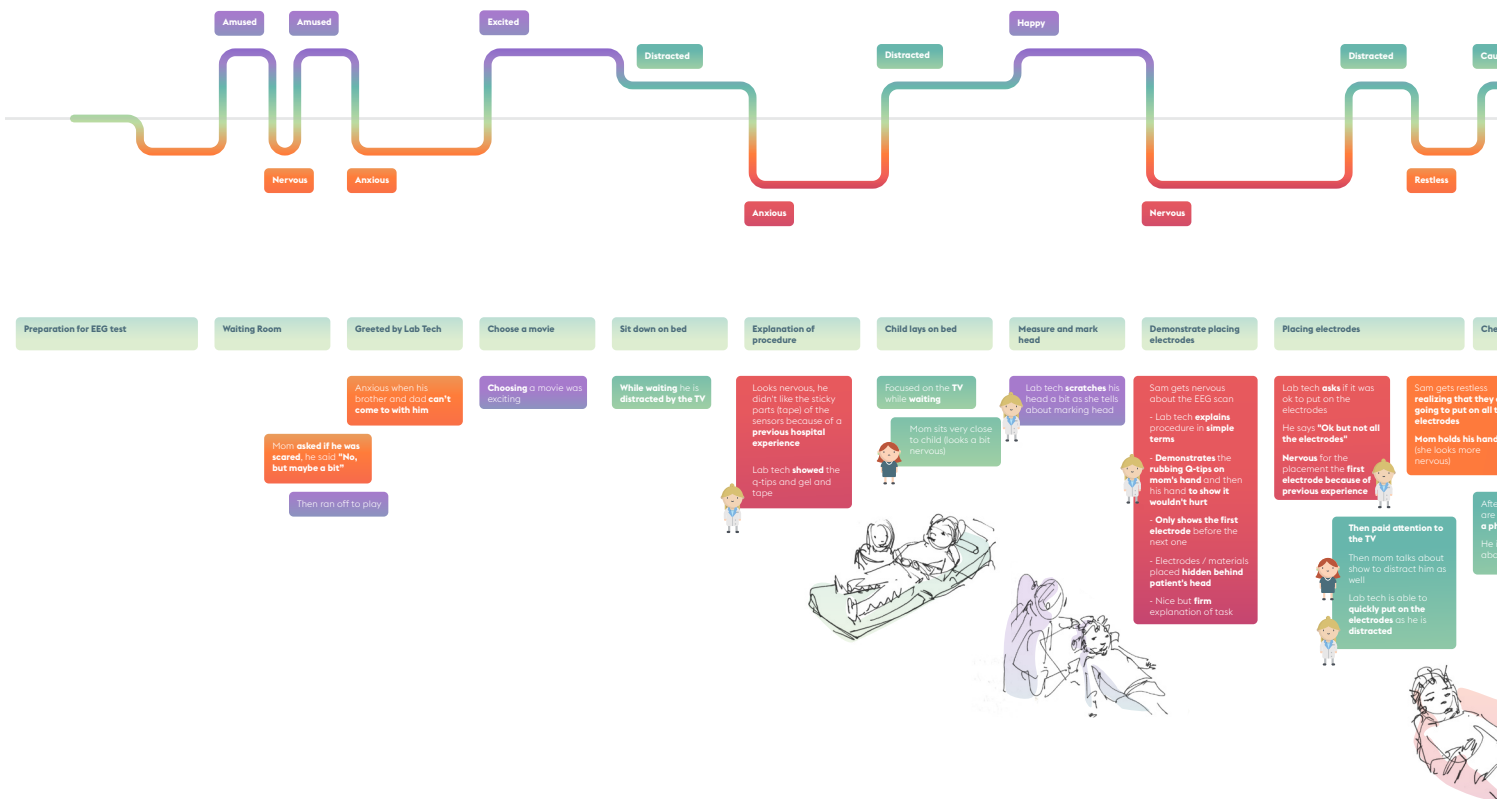 Amused
Amused
Excited
Happy
Distracted
Distracted
Distracted
Nervous
Anxious
Restless
Anxious
Nervous
Preparation for EEG test
Waiting Room
Greeted by Lab Tech
Choose a movie
Sit down on bed
Explanation of
procedure
Child lays on bed
Measure and mark
head
Demonstrate placing
electrodes
Placing electrodes
Anxious when his
brother and dad can't
come to with him
Mom asked if he was
scared, he said "No,
but maybe a bit"
Then ran off to play
Choosing a movie was
exciting
While waiting he is
distracted by the TV
Looks nervous, he
didn't like the sticky
parts (tape) of the
sensors because of a
previous hospital
experience
Lab tech showed the
q-tips and gel and
tape
Focused on the TV
while waiting
Mom sits very close
to child (looks a bit
nervous)
Lab tech scratches his
head a bit as she tells
about marking head
Sam gets nervous
about the EEG scan
- Lab tech explains
procedure in simple
terms
- Demonstrates the
rubbing Q-tips on
mom's hand and then
his hand to show it
wouldn't hurt
- Only shows the first
electrode before the
next one
- Electrodes / materials
placed hidden behind
patient's head
- Nice but firm
explanation of task
Lab tech asks if it was
ok to put on the
electrodes
He says "Ok but not all
the electrodes"
Nervous for the
placement the first
electrode because of
previous experience
Then paid attention to
the TV
Then mom talks about
show to distract him as
well
Lab tech is able to
quickly put on the
electrodes as he is
distracted
Sam gets restless
realizing that they
going to put on all
electrodes
Mom holds his hand
(she looks more
nervous)
are